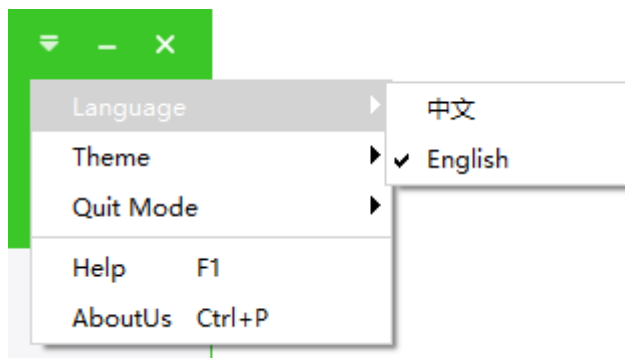 Language
中文
Theme
English
Quit Mode
Help F1
AboutUs Ctrl+P